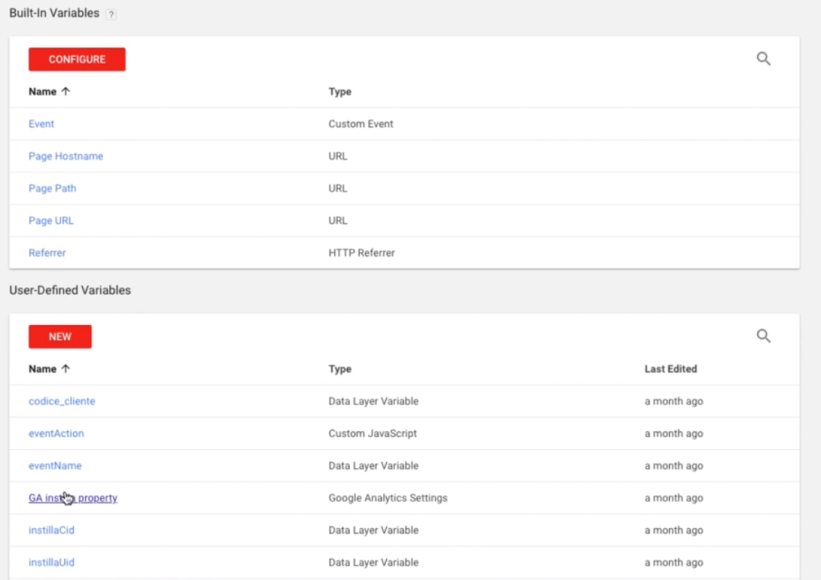 Built-In Variables ?
CONFIGURE
Name ↑ Type
Event Custom Event
Page Hostname URL
Page Path URL
Page URL URL
Referrer HTTP Referrer
User-Defined Variables
NEW
Name ↑ Type Last Edited
codice_cliente Data Layer Variable a month ago
eventAction Custom JavaScript a month ago
eventName Data Layer Variable a month ago
GA property Google Analytics Settings a month ago
instillaCid Data Layer Variable a month ago
instillaUid Data Layer Variable a month ago